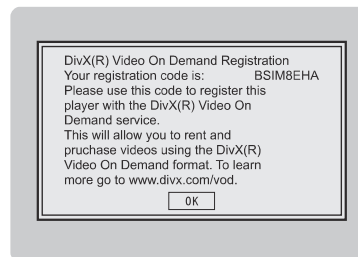 DivX(R) Video On Demand Registration
Your registration code is: BSIM8EHA
Please use this code to register this
player with the DivX(R) Video On
Demand service.
This will allow you to rent and
pruchase videos using the DivX(R)
Video On Demand format. To learn
more go to www.divx.com/vod.
OK